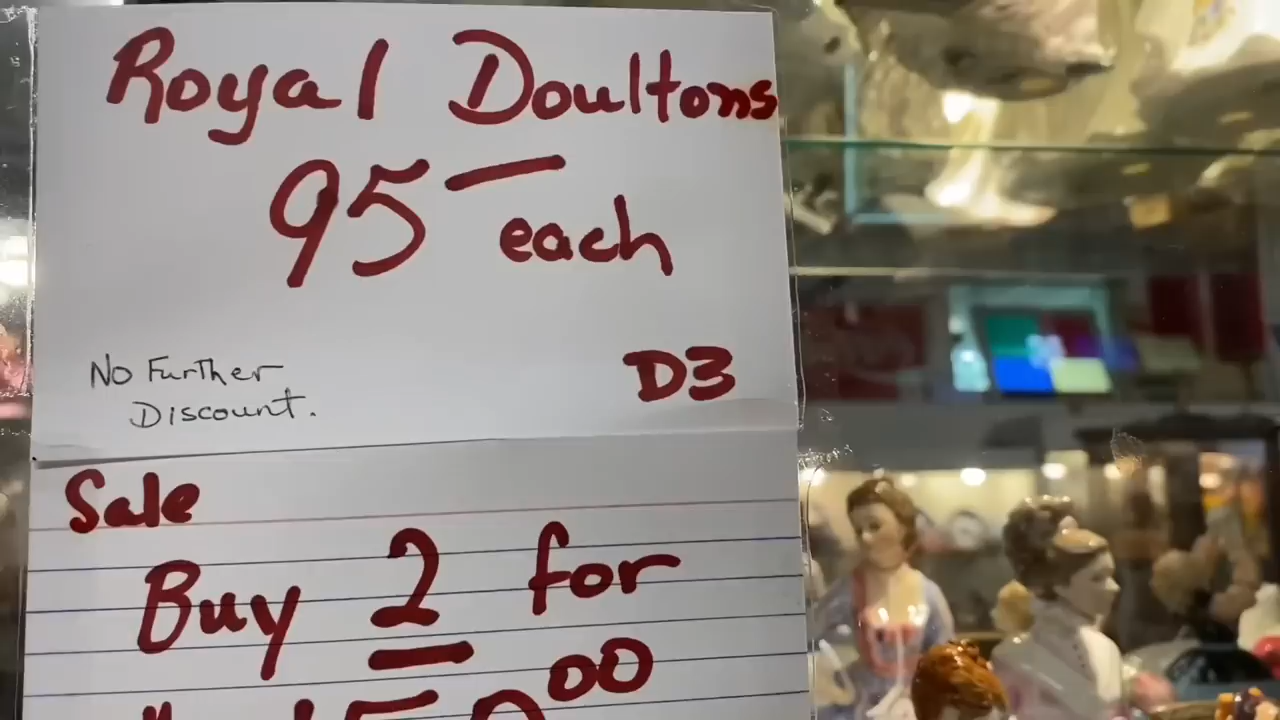 Royal Doultons
95— each
No Further
Discount.
D3
Sale
Buy 2 for